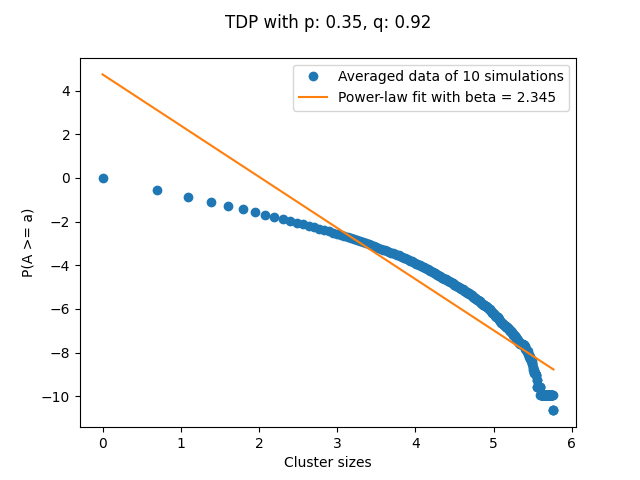 TDP with p: 0.35, q: 0.92
Averaged data of 10 simulations
Power-law fit with beta = 2.345
P(A >= a)
4
2
0
−2
−4
−6
−8
−10
0 1 2 3 4 5 6
Cluster sizes